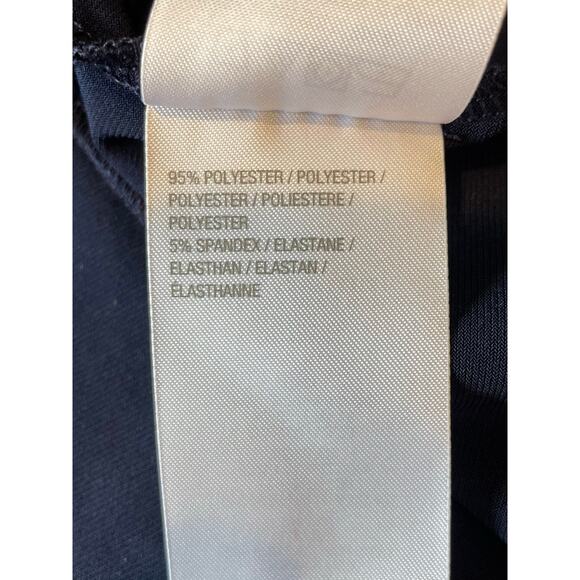 95% POLYESTER / POLYESTER /
POLYESTER / POLIESTERE /
POLYESTER
5% SPANDEX / ELASTANE /
ELASTHAN / ELASTAN /
ÉLASTHANNE